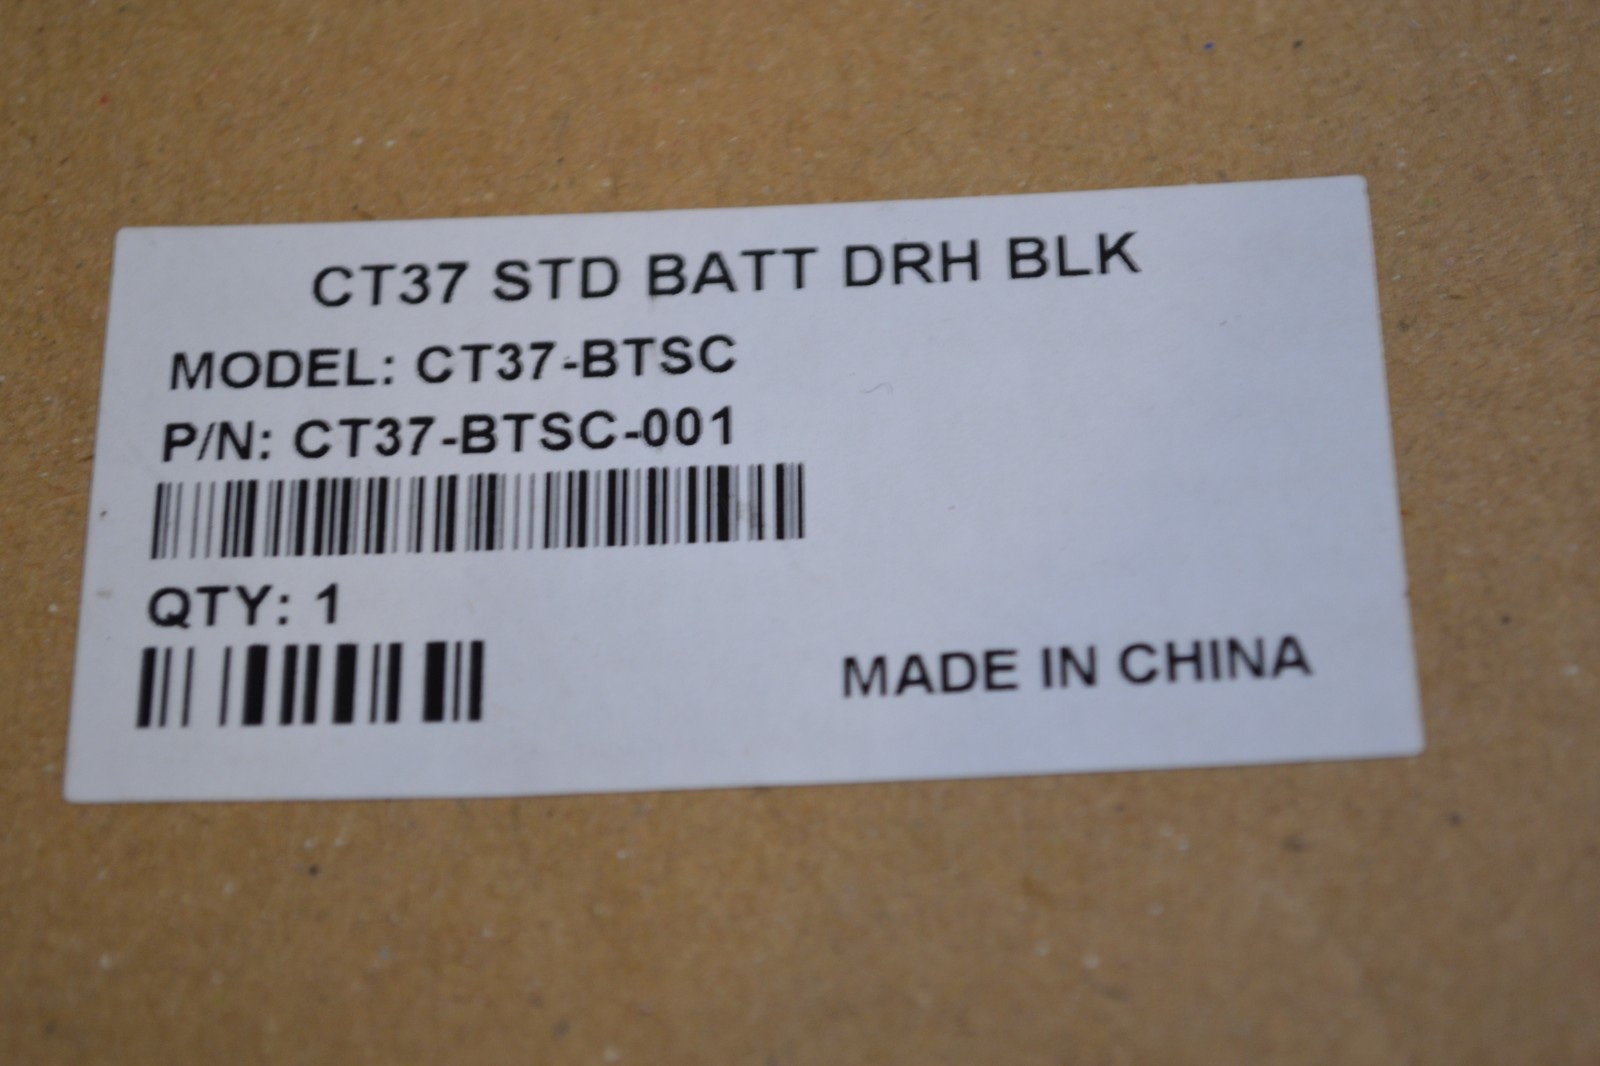 CT37 STD BATT DRH BLK
MODEL: CT37-BTSC
P/N: CT37-BTSC-001
QTY: 1
MADE IN CHINA